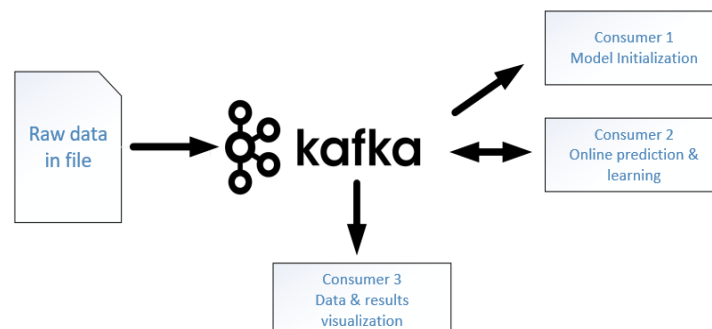 Raw data
in file
kafka
Consumer 1
Model Initialization
Consumer 2
Online prediction &
learning
Consumer 3
Data & results
visualization